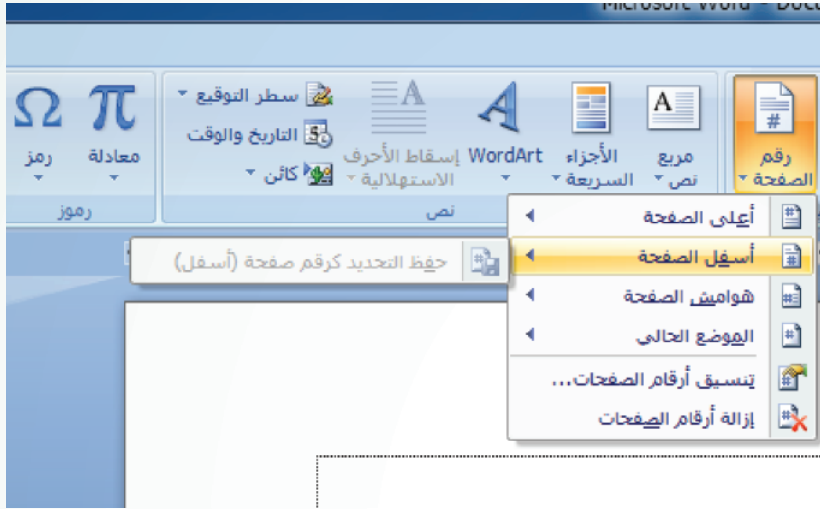 Microsoft Word - Docu
رقم الصفحة
مربع نص
الأجزاء السريعة
WordArt
إسقاط الأحرف الاستهلالية
سطر التوقيع
التاريخ والوقت
كائن
نص
معادلة
رمز
رموز
أعلى الصفحة
أسفل الصفحة
حفظ التحديد كرقم صفحة (أسفل)
هوامش الصفحة
الموضع الحالي
تنسيق أرقام الصفحات...
إزالة أرقام الصفحات